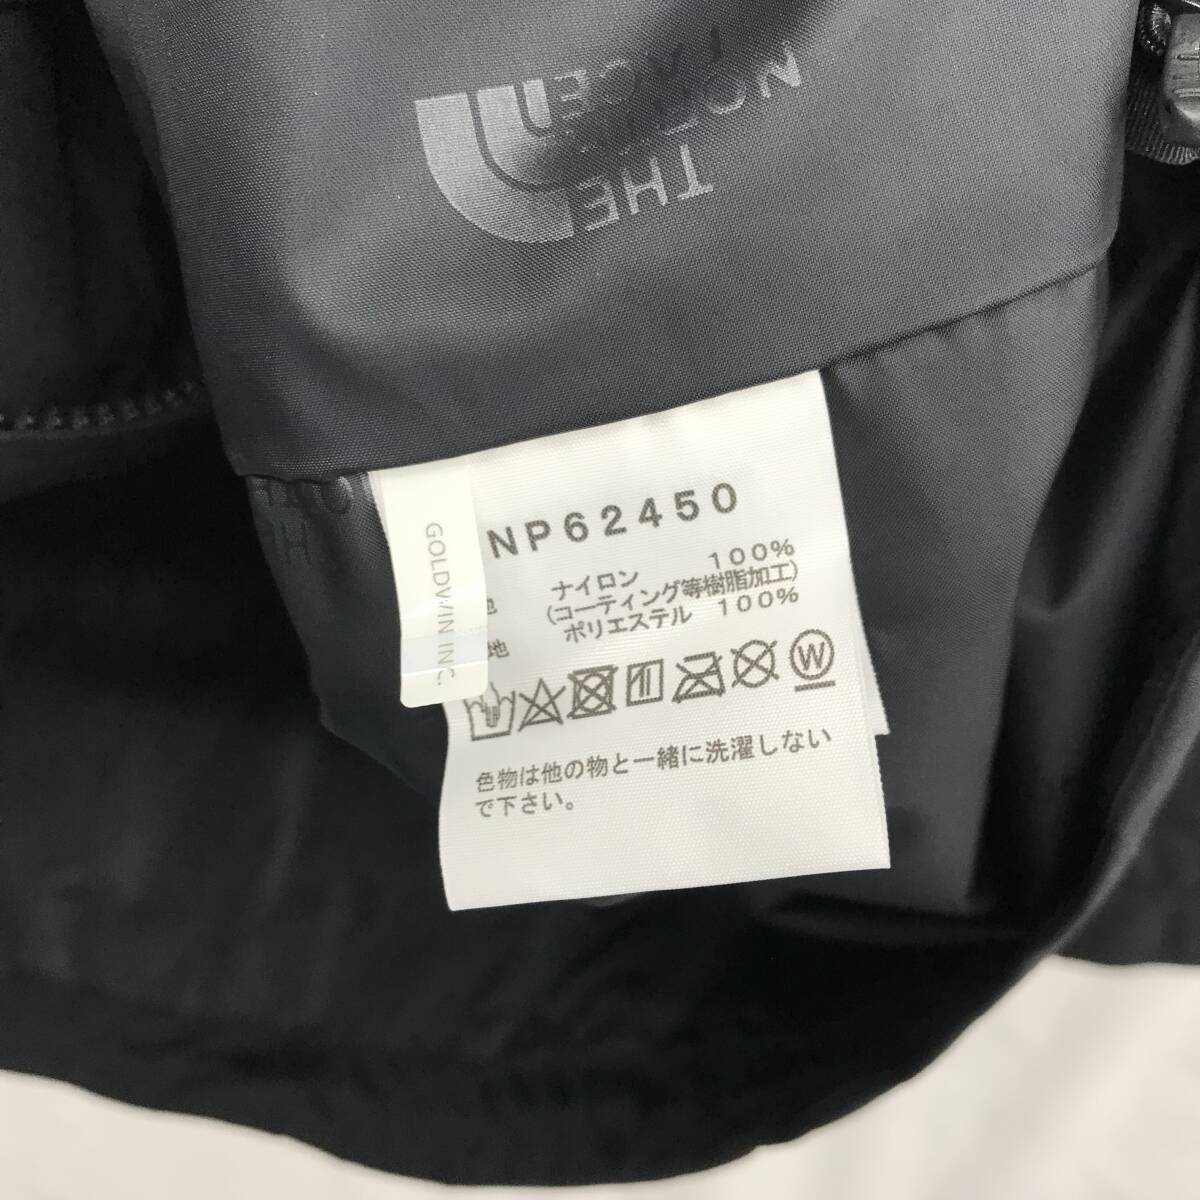 THE
NORTH
FACE
GOLDWIN INC.
NP62450
地 ナイロン 100%
(コーティング等樹脂加工)
地 ポリエステル 100%
W
色物は他の物と一緒に洗濯しない
で下さい。